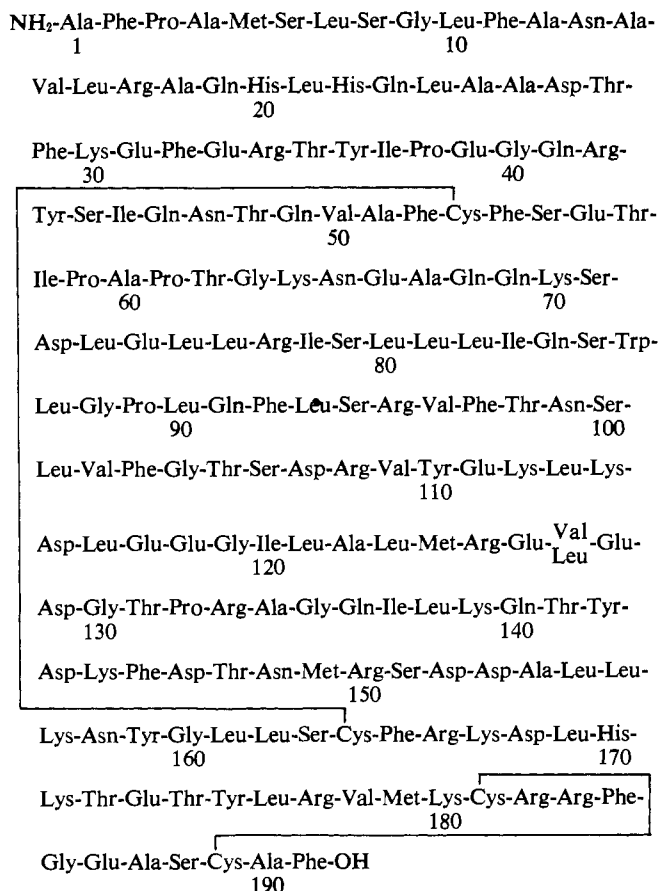 NH₂-Ala-Phe-Pro-Ala-Met-Ser-Leu-Ser-Gly-Leu-Phe-Ala-Asn-Ala-
1 10
Val-Leu-Arg-Ala-Gln-His-Leu-His-Gln-Leu-Ala-Ala-Asp-Thr-
20
Phe-Lys-Glu-Phe-Glu-Arg-Thr-Tyr-Ile-Pro-Glu-Gly-Gln-Arg-
30 40
Tyr-Ser-Ile-Gln-Asn-Thr-Gln-Val-Ala-Phe-Cys-Phe-Ser-Glu-Thr-
50
Ile-Pro-Ala-Pro-Thr-Gly-Lys-Asn-Glu-Ala-Gln-Gln-Lys-Ser-
60 70
Asp-Leu-Glu-Leu-Leu-Arg-Ile-Ser-Leu-Leu-Leu-Ile-Gln-Ser-Trp-
80
Leu-Gly-Pro-Leu-Gln-Phe-Leu-Ser-Arg-Val-Phe-Thr-Asn-Ser-
90 100
Leu-Val-Phe-Gly-Thr-Ser-Asp-Arg-Val-Tyr-Glu-Lys-Leu-Lys-
110
Asp-Leu-Glu-Glu-Gly-Ile-Leu-Ala-Leu-Met-Arg-Glu-Val-Glu-
Leu
120
Asp-Gly-Thr-Pro-Arg-Ala-Gly-Gln-Ile-Leu-Lys-Gln-Thr-Tyr-
130 140
Asp-Lys-Phe-Asp-Thr-Asn-Met-Arg-Ser-Asp-Asp-Ala-Leu-Leu-
150
Lys-Asn-Tyr-Gly-Leu-Leu-Ser-Cys-Phe-Arg-Lys-Asp-Leu-His-
160 170
Lys-Thr-Glu-Thr-Tyr-Leu-Arg-Val-Met-Lys-Cys-Arg-Arg-Phe-
180
Gly-Glu-Ala-Ser-Cys-Ala-Phe-OH
190